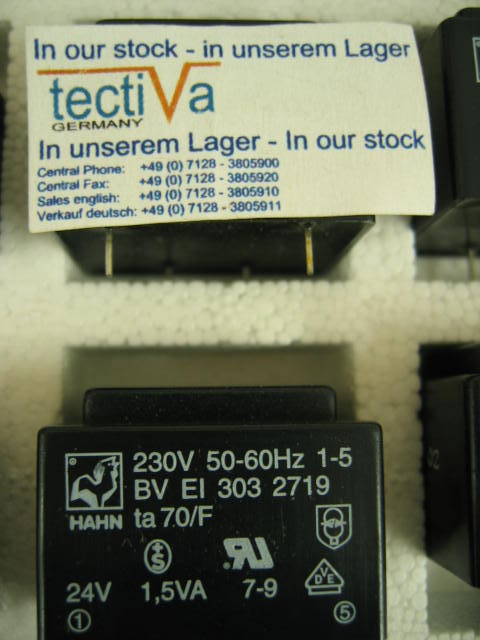 In our stock - in unserem Lager
tectiVa
GERMANY
In unserem Lager - In our stock
Central Phone: +49 (0) 7128 - 3805900
Central Fax: +49 (0) 7128 - 3805920
Sales english: +49 (0) 7128 - 3805910
Verkauf deutsch: +49 (0) 7128 - 3805911
230V 50-60Hz 1-5
BV EI 303 2719
HAHN ta 70/F
24V 1,5VA 7-9
VDE
1 5